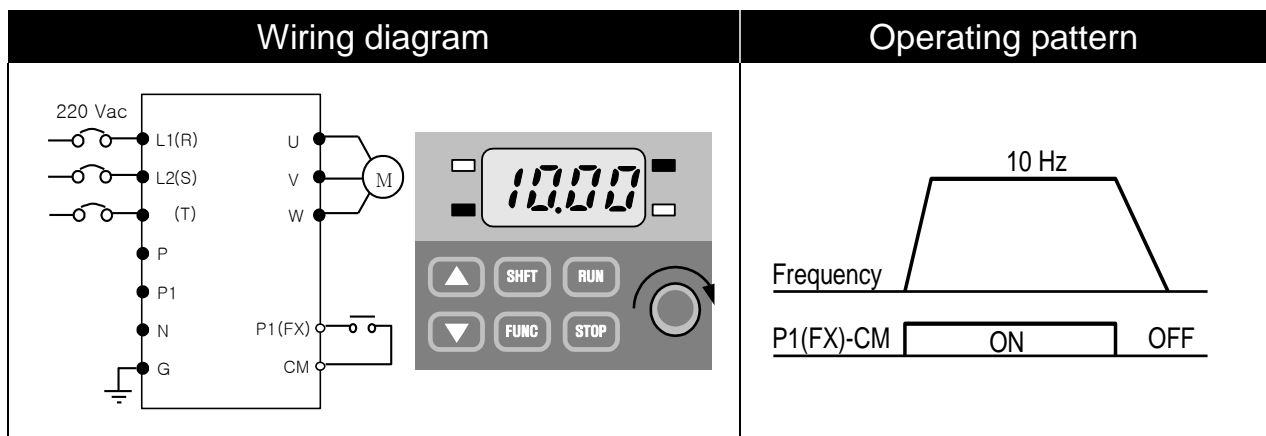 Wiring diagram
Operating pattern
220 Vac
L1(R)
L2(S)
(T)
P
P1
N
G
U
V
W
M
P1(FX)
CM
10.00
SHFT
RUN
FUNC
STOP
10 Hz
Frequency
P1(FX)-CM
ON
OFF